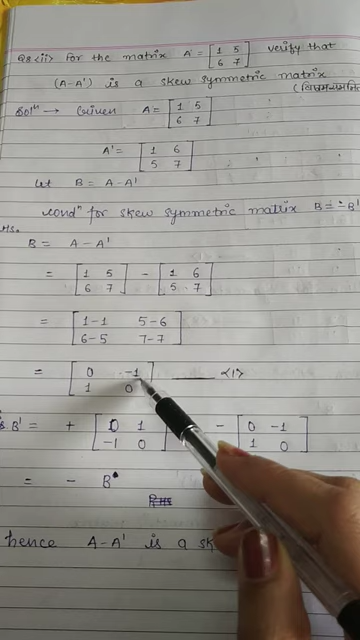 Q8(ii) For the matrix A = [1 5 verify that
6 7]
(A-A') is a skew symmetric matrix
Solⁿ → Given A = [1 5
6 7]
A' = [1 6
5 7]
Let B = A-A'
condⁿ for skew symmetric matrix B = -B'
B = A - A'
= [1 5 - [1 6
6 7] 5 7]
= [1-1 5-6
6-5 7-7]
= [0 -1 ___ <1>
1 0]
B' = + [0 1 - [0 -1
-1 0] 1 0]
= - B
hence A-A' is a sk